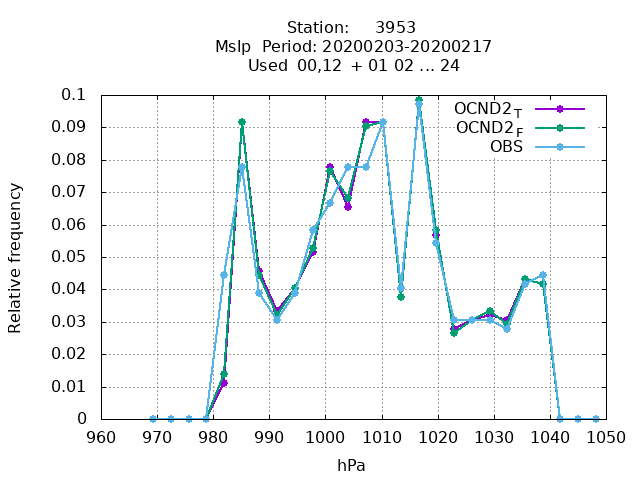 Station: 3953
Mslp Period: 20200203-20200217
Used 00,12 + 01 02 ... 24
OCND2 T
OCND2 F
OBS
Relative frequency
0.1
0.09
0.08
0.07
0.06
0.05
0.04
0.03
0.02
0.01
0
960 970 980 990 1000 1010 1020 1030 1040 1050
hPa